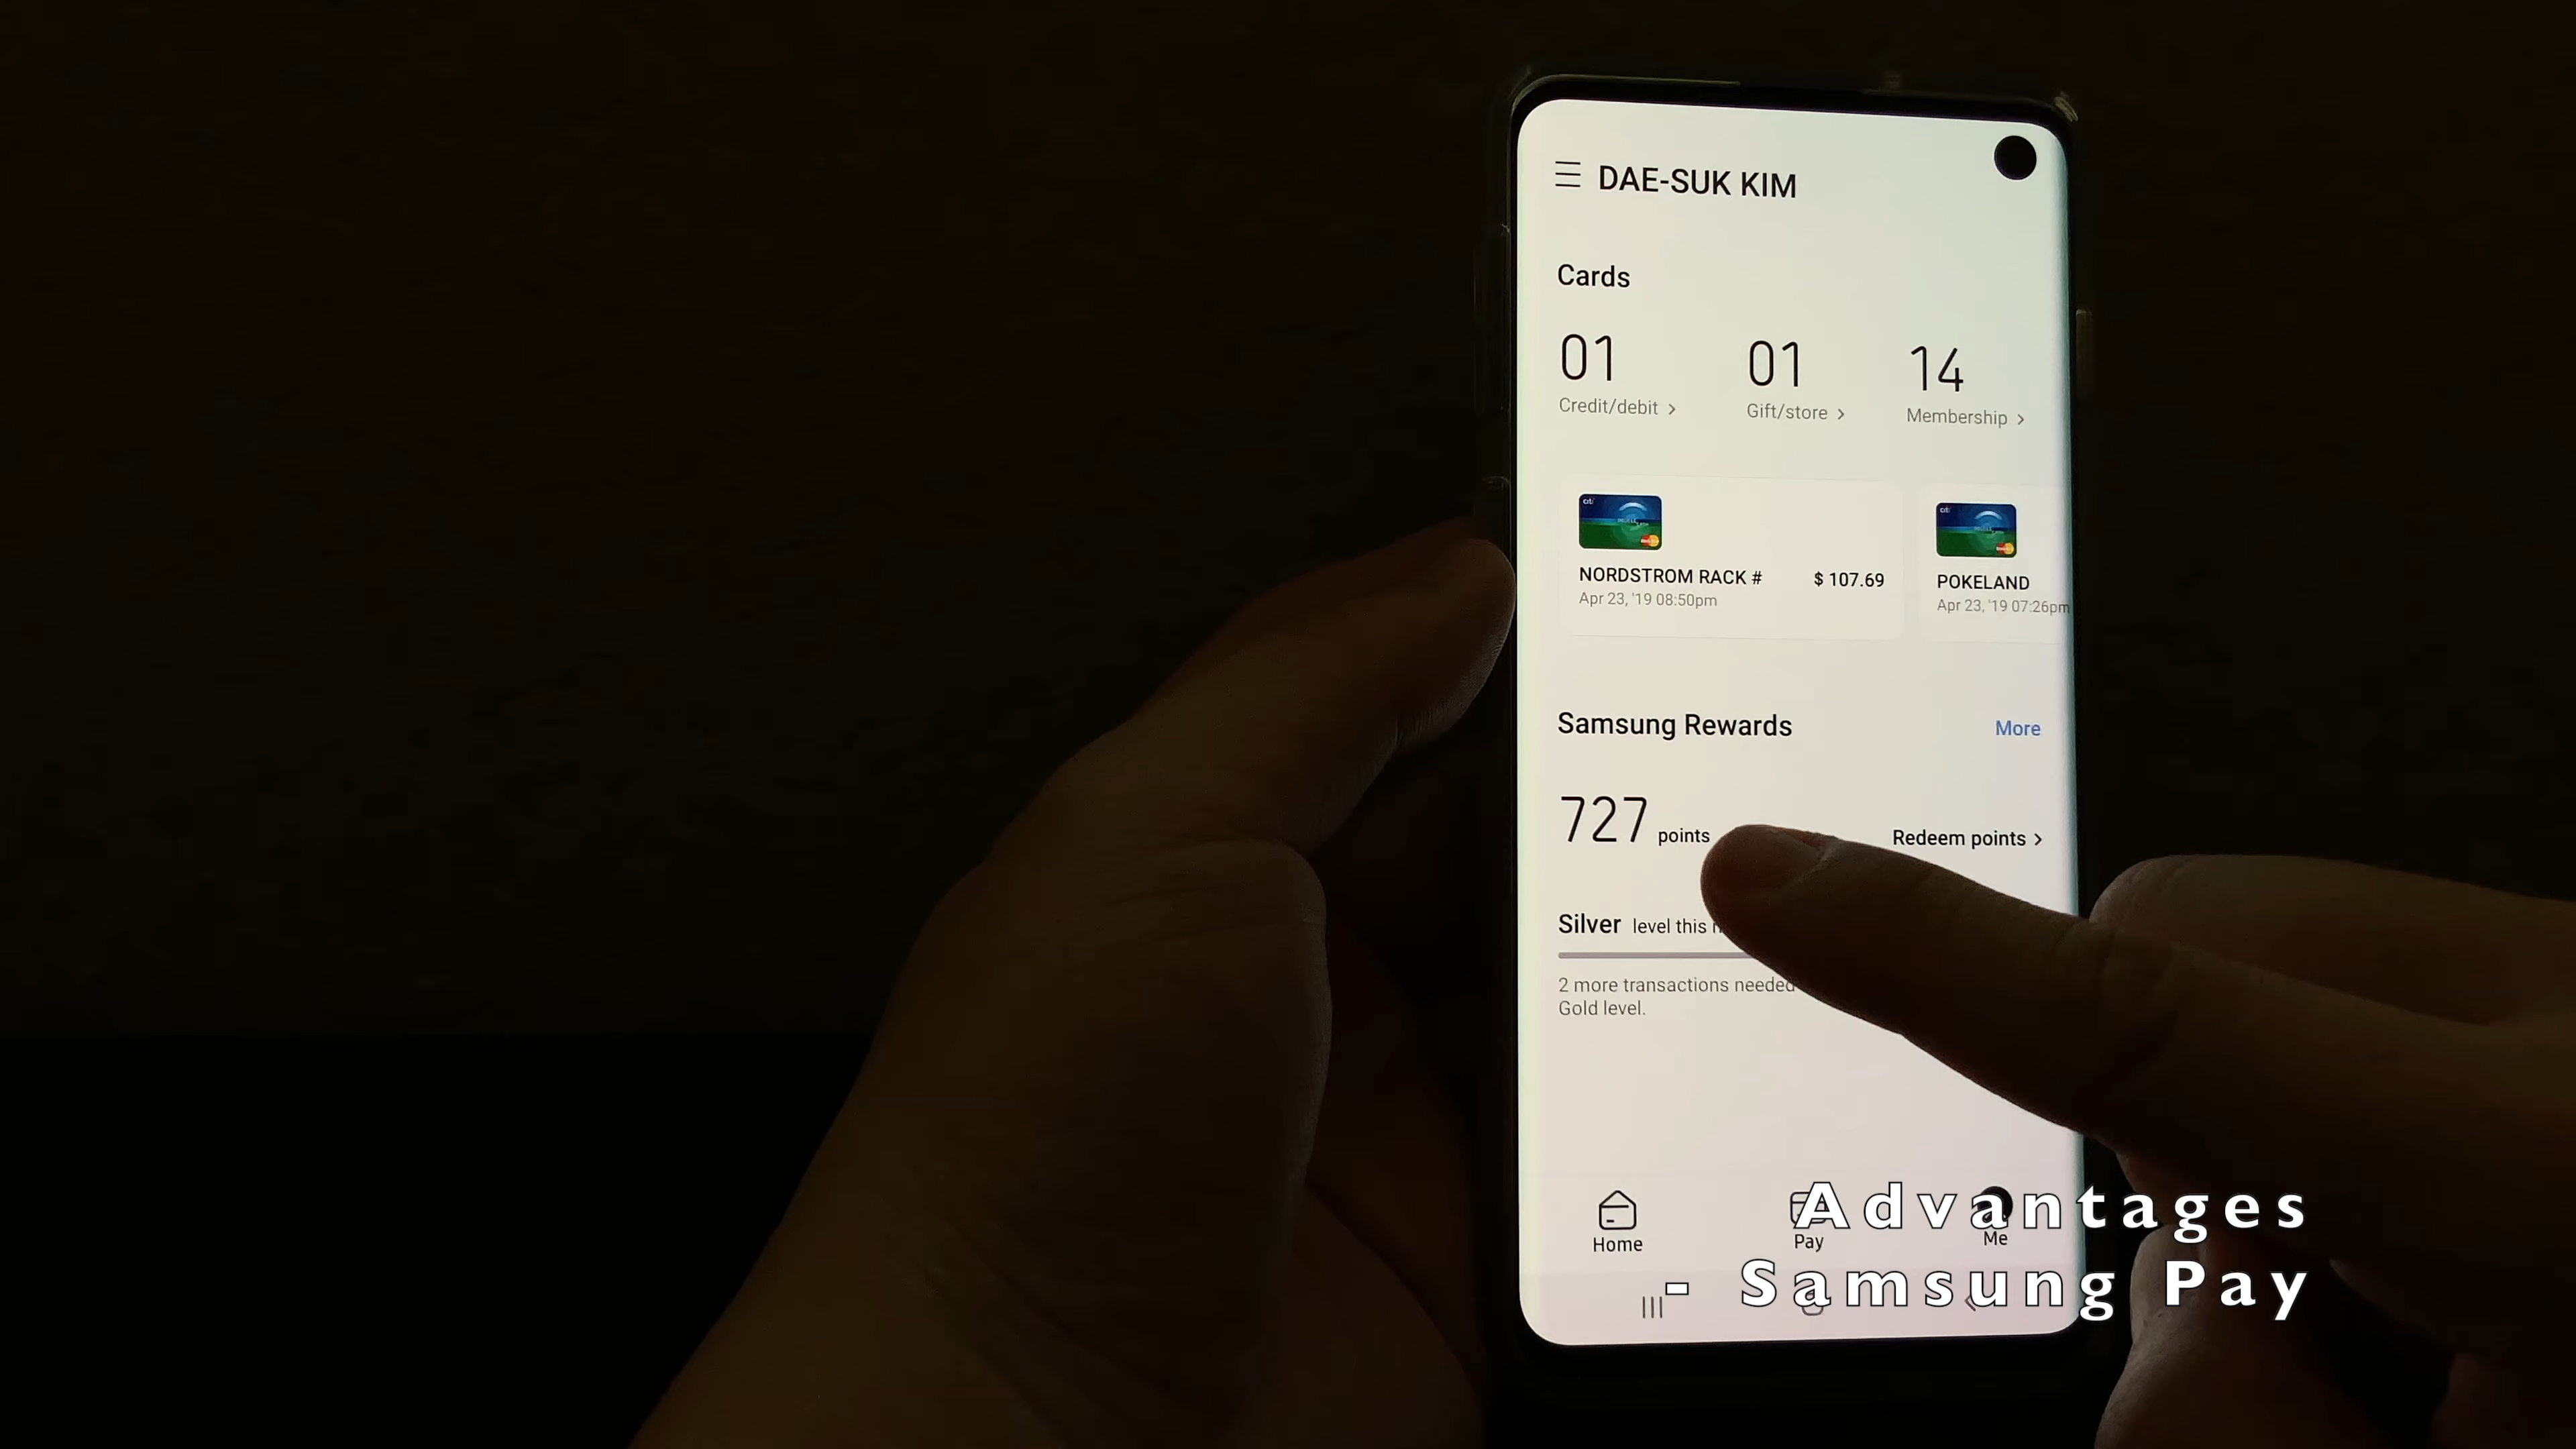 DAE-SUK KIM
Cards
01 01 14
Credit/debit > Gift/store > Membership >
citi citi
NORDSTROM RACK # $ 107.69 POKELAND
Apr 23, '19 08:50pm Apr 23, '19 07:26pm
Samsung Rewards More
727 points Redeem points >
Silver level this
2 more transactions needed
Gold level.
Home Pay Me
Advantages
- Samsung Pay